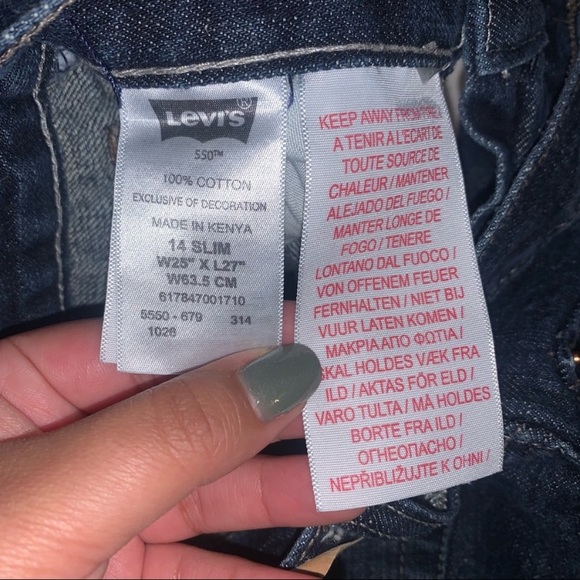 Levi's
550™
100% COTTON
EXCLUSIVE OF DECORATION
MADE IN KENYA
14 SLIM
W25" X L27"
W63.5 CM
617847001710
5550 - 679 314
1026
KEEP AWAY FROM FIRE /
A TENIR A L'ECART DE
TOUTE SOURCE DE
CHALEUR / MANTENER
ALEJADO DEL FUEGO /
MANTER LONGE DE
FOGO / TENERE
LONTANO DAL FUOCO /
VON OFFENEM FEUER
FERNHALTEN / NIET BIJ
VUUR LATEN KOMEN /
ΜΑΚΡΙΑ ΑΠΟ ΦΩΤΙΑ /
SKAL HOLDES VÆK FRA
ILD / AKTAS FÖR ELD /
VARO TULTA / MÅ HOLDES
BORTE FRA ILD /
ОГНЕОПАСНО /
NEPŘIBLIŽUJTE K OHNI /